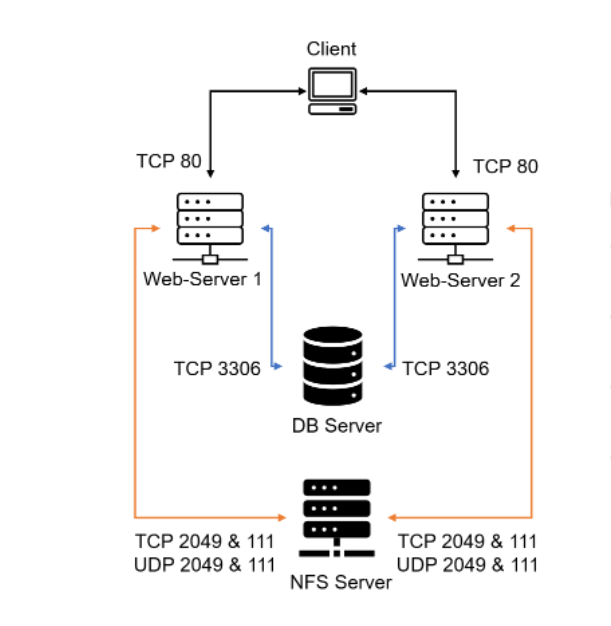 Client
TCP 80
TCP 80
Web-Server 1
Web-Server 2
TCP 3306
TCP 3306
DB Server
TCP 2049 & 111
UDP 2049 & 111
TCP 2049 & 111
UDP 2049 & 111
NFS Server